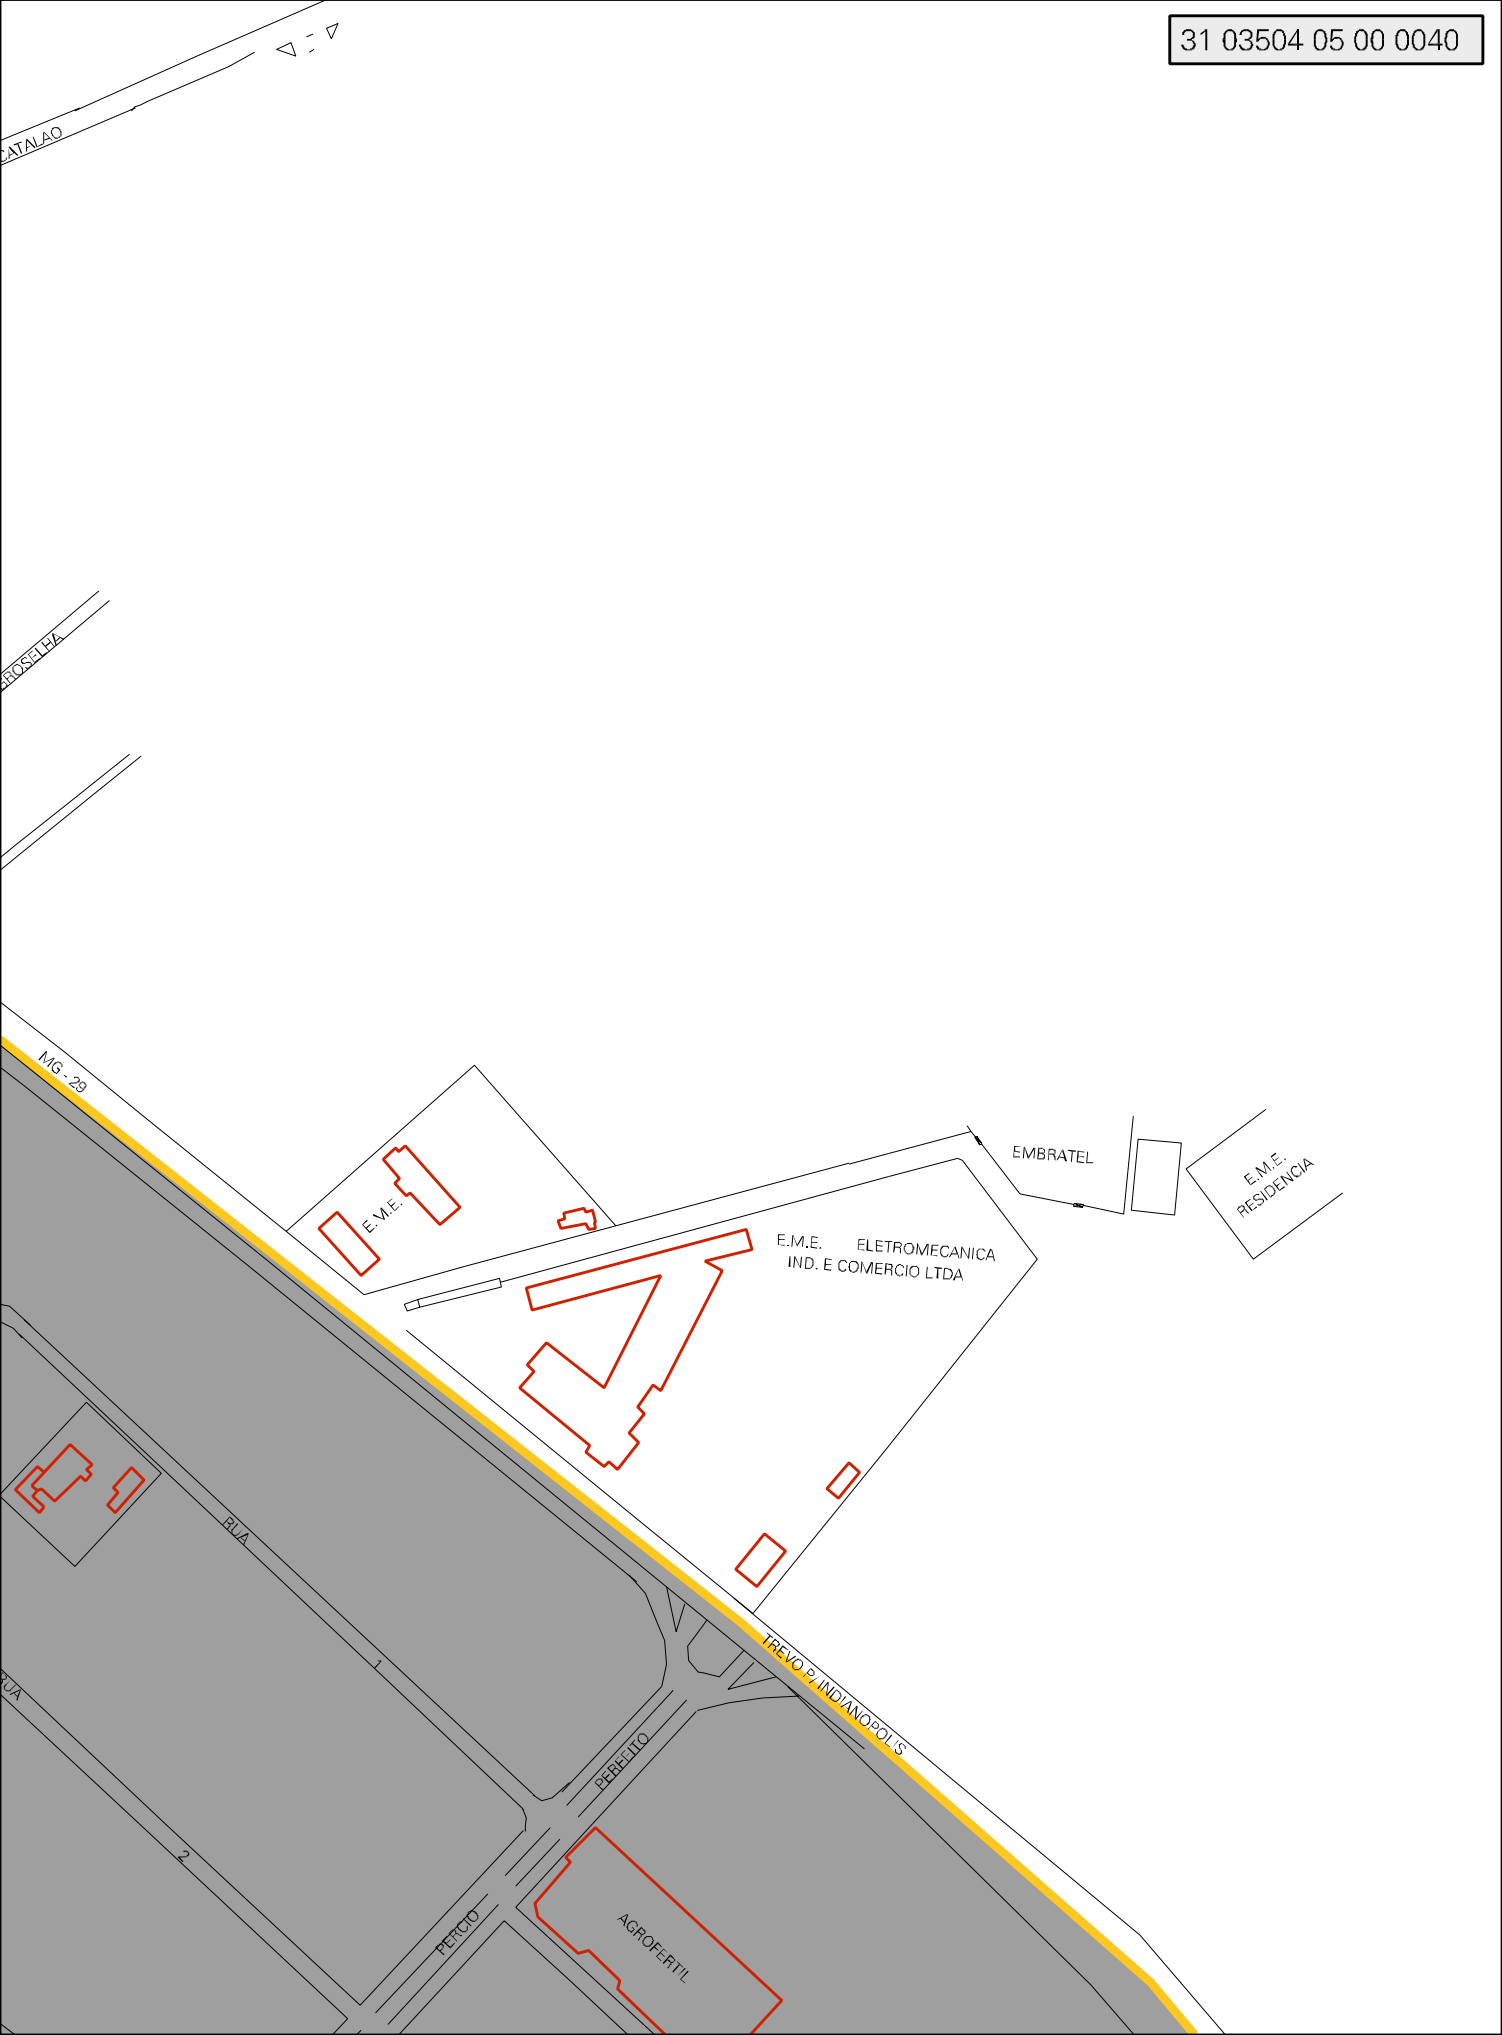 31 03504 05 00 0040
CATALAO
GROSELHA
MG - 29
E.M.E.
EMBRATEL
E.M.E.
RESIDENCIA
E.M.E. ELETROMECANICA
IND. E COMERCIO LTDA
RUA
1
TREVO P/ INDIANOPOLIS
RUA
2
PERFEITO
PERCIO
AGROFERTIL